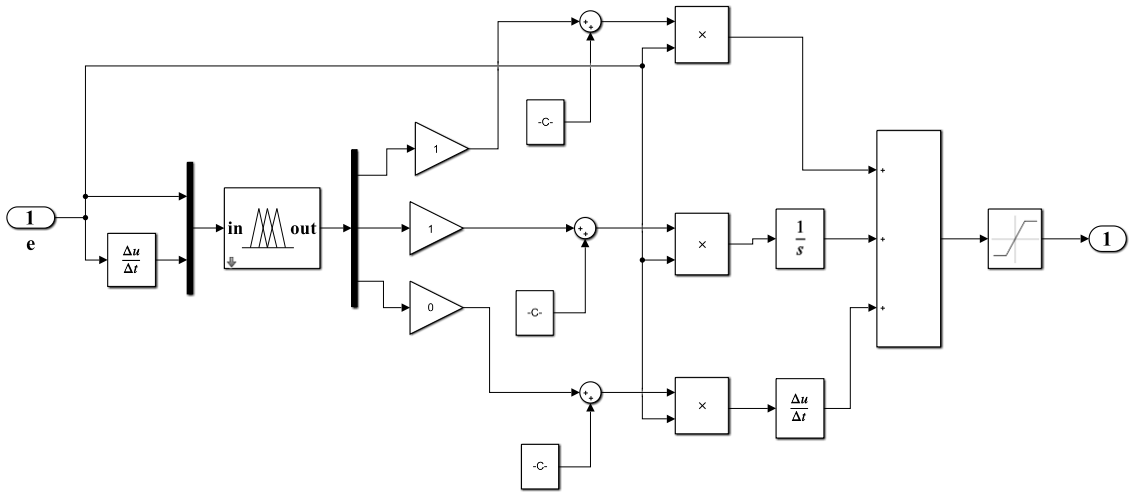 +
+
×
-C-
1
1
e
Δu
Δt
in
out
1
+
+
-C-
×
1
s
0
+
+
-C-
×
Δu
Δt
+
+
+
1